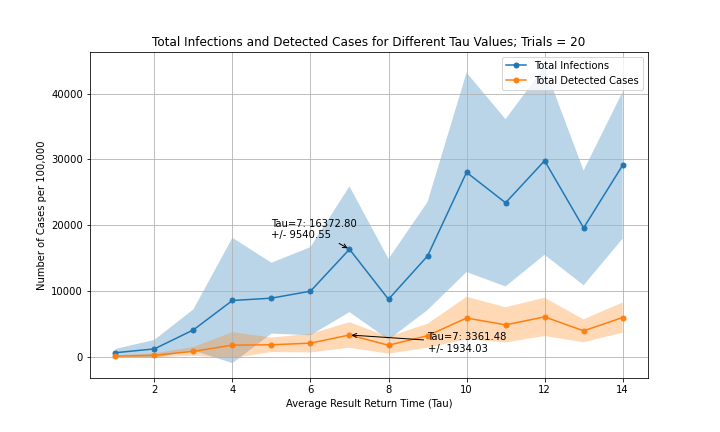 Total Infections and Detected Cases for Different Tau Values; Trials = 20
Total Infections
Total Detected Cases
Number of Cases per 100,000
40000
30000
20000
10000
0
Tau=7: 16372.80
+/- 9540.55
Tau=7: 3361.48
+/- 1934.03
2 4 6 8 10 12 14
Average Result Return Time (Tau)